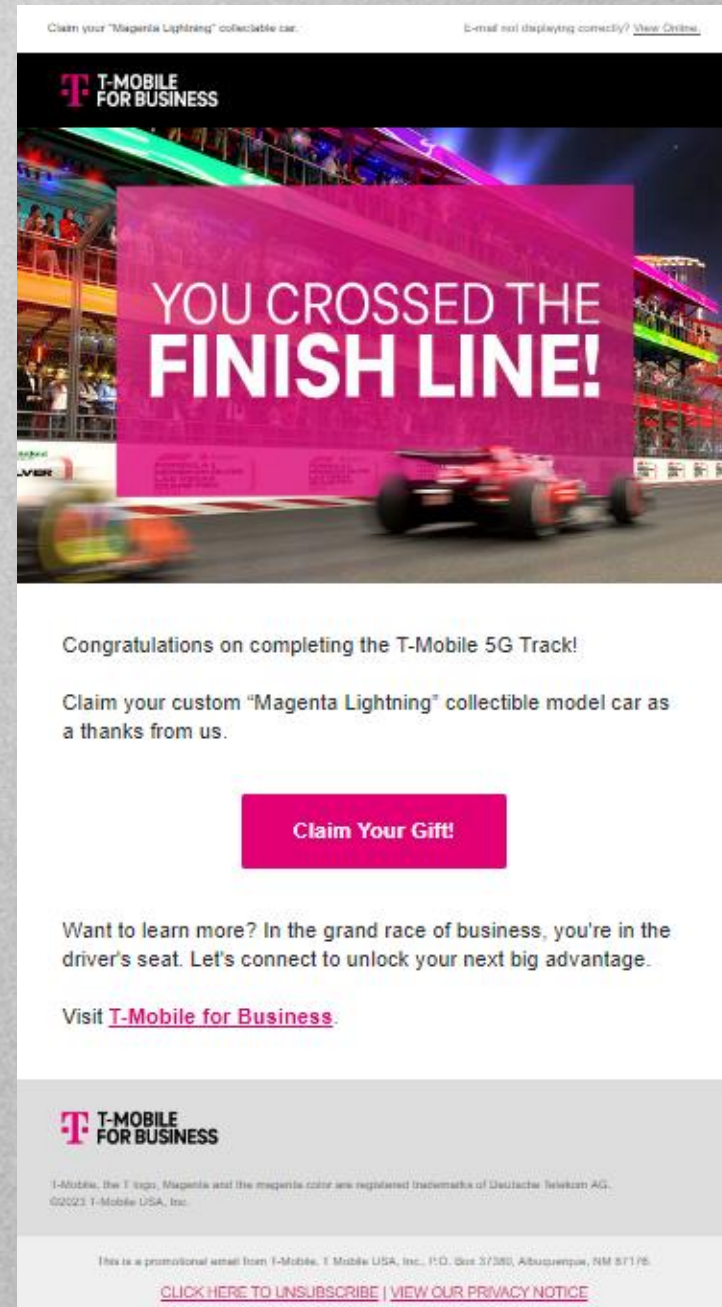 Claim your "Magenta Lightning" collectable car.
E-mail not displaying correctly? View Online.
T-MOBILE
FOR BUSINESS
YOU CROSSED THE
FINISH LINE!
Congratulations on completing the T-Mobile 5G Track!
Claim your custom “Magenta Lightning” collectible model car as
a thanks from us.
Claim Your Gift!
Want to learn more? In the grand race of business, you're in the
driver's seat. Let's connect to unlock your next big advantage.
Visit T-Mobile for Business.
T-MOBILE
FOR BUSINESS
T-Mobile, the T logo, Magenta and the magenta color are registered trademarks of Deutsche Telekom AG.
©2023 T-Mobile USA, Inc.
This is a promotional email from T-Mobile, T Mobile USA, Inc., P.O. Box 37380, Albuquerque, NM 87176.
CLICK HERE TO UNSUBSCRIBE | VIEW OUR PRIVACY NOTICE